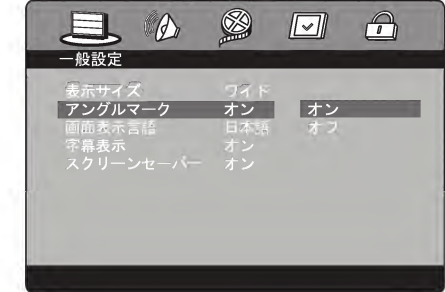 一般設定
表示サイズ ワイド
アングルマーク オン オン
画面表示言語 日本語 オフ
字幕表示 オン
スクリーンセーバー オン